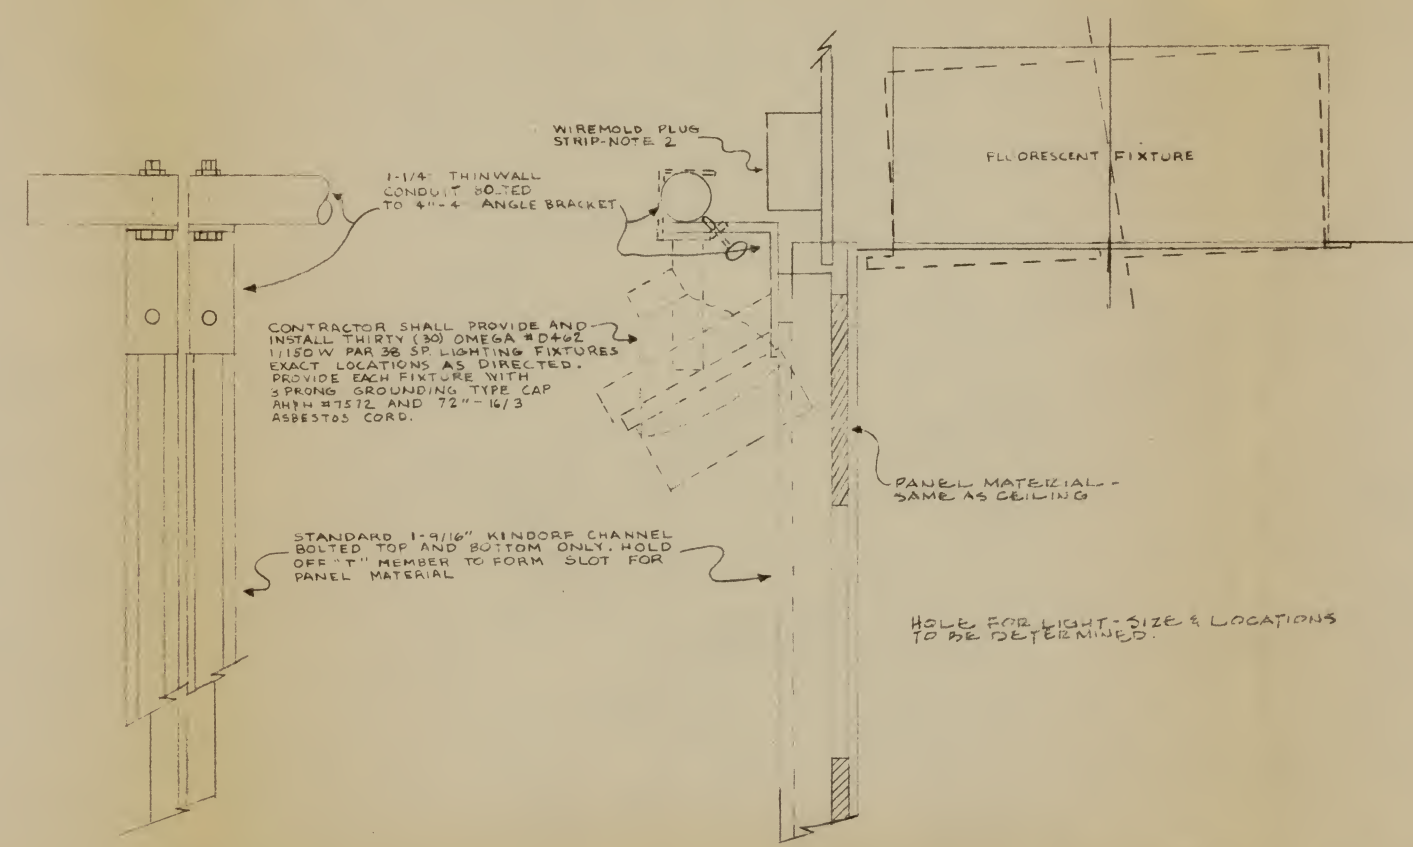 WIREMOLD PLUG
STRIP-NOTE 2
FLUORESCENT FIXTURE
1-1/4" THINWALL
CONDUIT BOLTED
TO 4"-4" ANGLE BRACKET
CONTRACTOR SHALL PROVIDE AND
INSTALL THIRTY (30) OMEGA #D462
1/150W PAR 38 SP. LIGHTING FIXTURES
EXACT LOCATIONS AS DIRECTED.
PROVIDE EACH FIXTURE WITH
3 PRONG GROUNDING TYPE CAP
#7572 AND 72"-16/3
ASBESTOS CORD.
PANEL MATERIAL-
SAME AS CEILING
STANDARD 1-9/16" KINDORF CHANNEL
BOLTED TOP AND BOTTOM ONLY. HOLD
OFF "T" MEMBER TO FORM SLOT FOR
PANEL MATERIAL
HOLE FOR LIGHT-SIZE & LOCATIONS
TO BE DETERMINED.